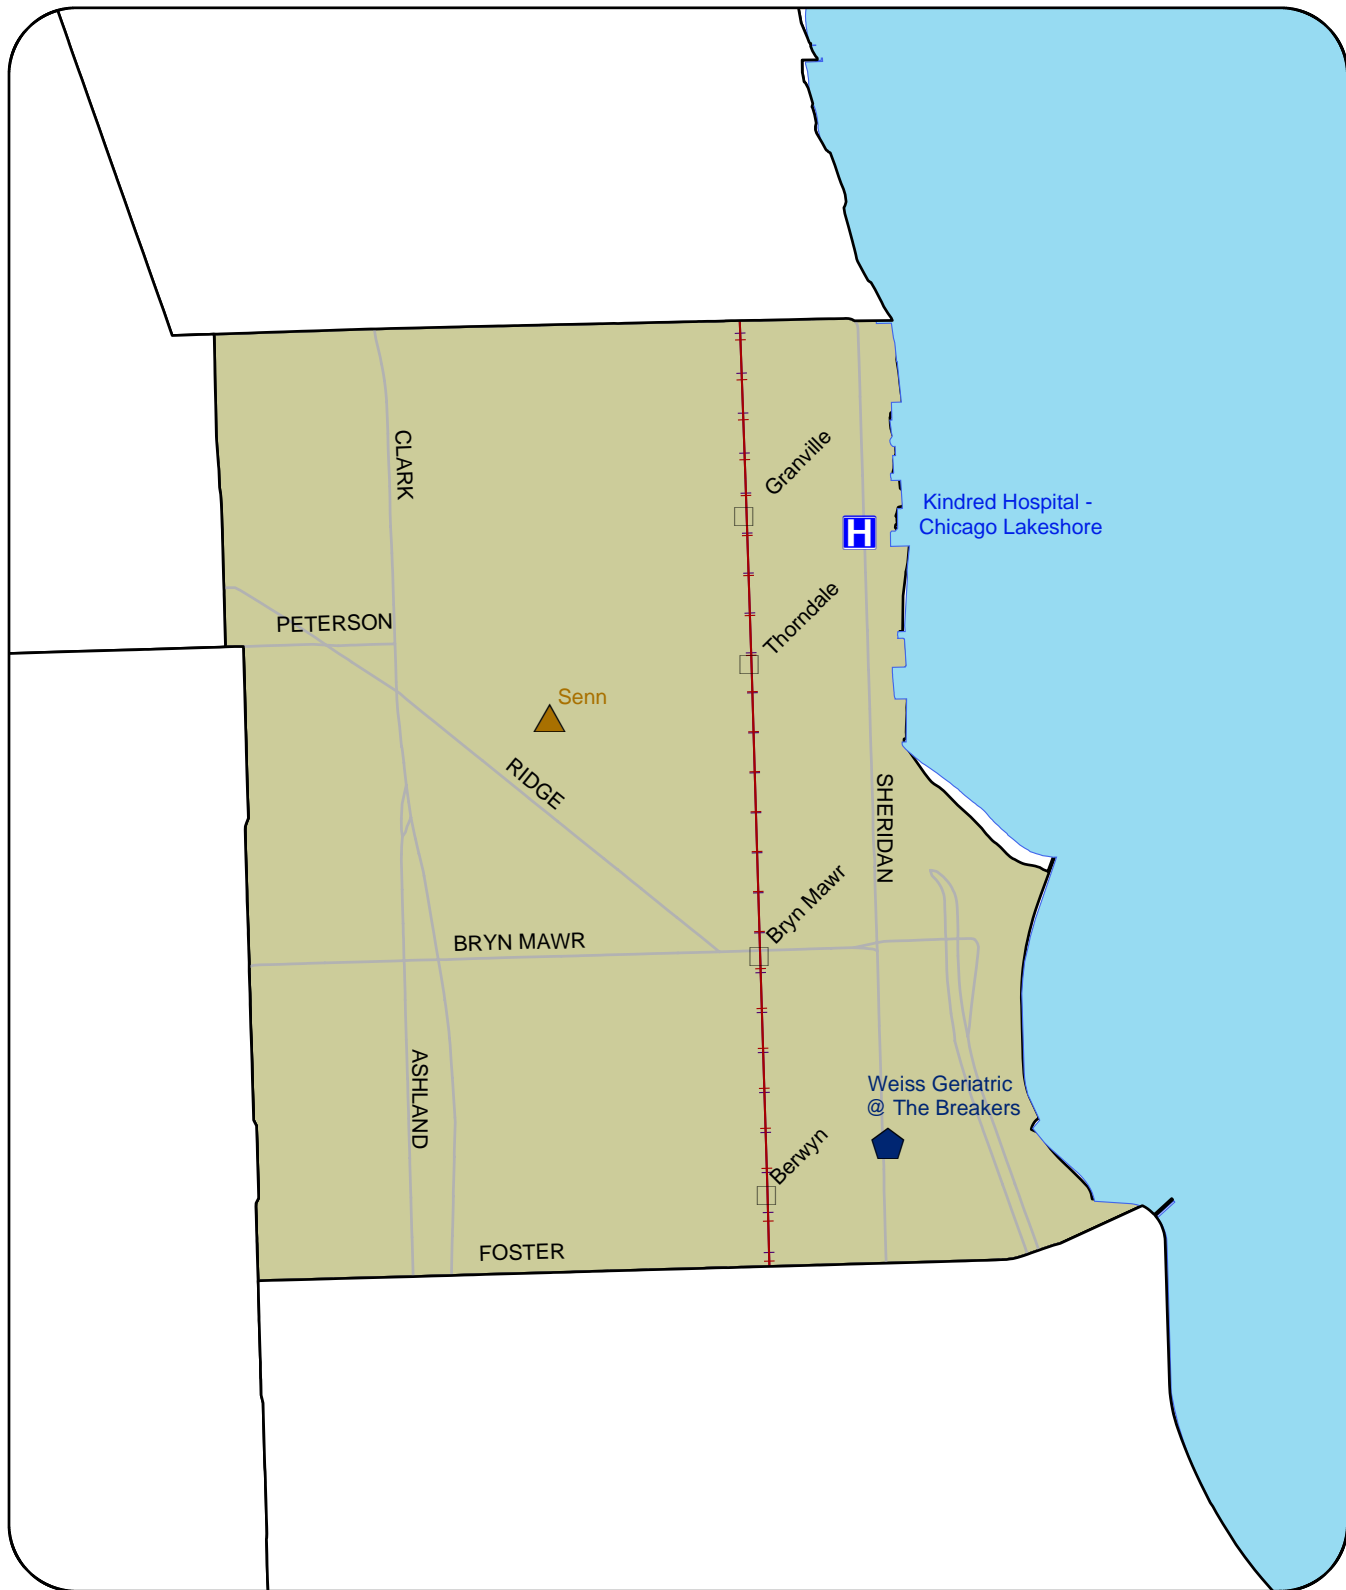 CLARK
Granville
Kindred Hospital -
Chicago Lakeshore
H
PETERSON
Thorndale
Senn
RIDGE
SHERIDAN
Bryn Mawr
BRYN MAWR
ASHLAND
Weiss Geriatric
@ The Breakers
Berwyn
FOSTER